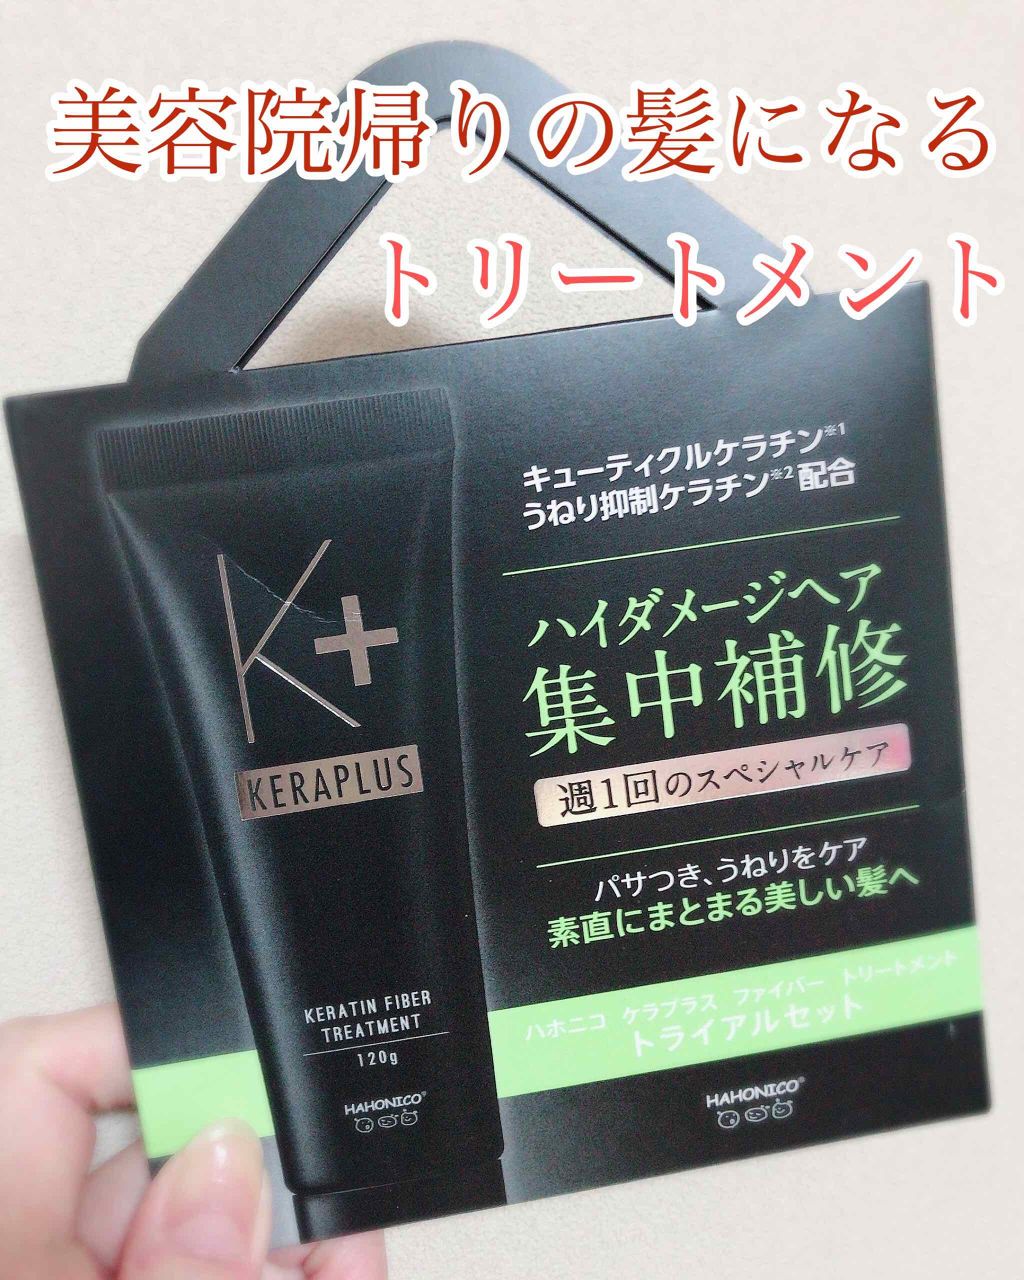 美容院帰りの髪になる
トリートメント
キューティクルケラチン※1
うねり抑制ケラチン※2配合
ハイダメージヘア
集中補修
週1回のスペシャルケア
パサつき、うねりをケア
素直にまとまる美しい髪へ
ハホニコ ケラプラス ファイバー トリートメント
トライアルセット
HAHONICO®
K+
KERAPLUS
KERATIN FIBER
TREATMENT
120g
HAHONICO®